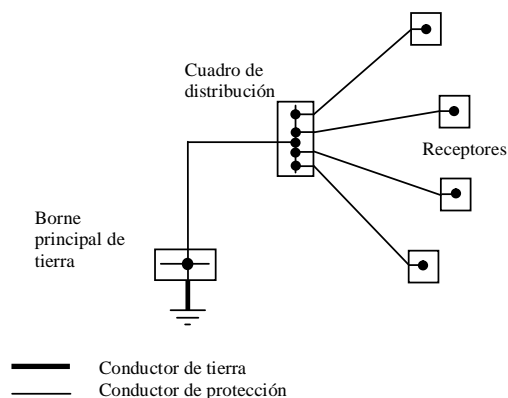 Cuadro de
distribución
Receptores
Borne
principal de
tierra
Conductor de tierra
Conductor de protección